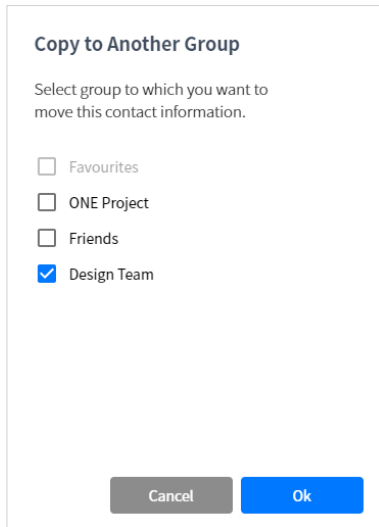 Copy to Another Group
Select group to which you want to
move this contact information.
Favourites
ONE Project
Friends
Design Team
Cancel
Ok